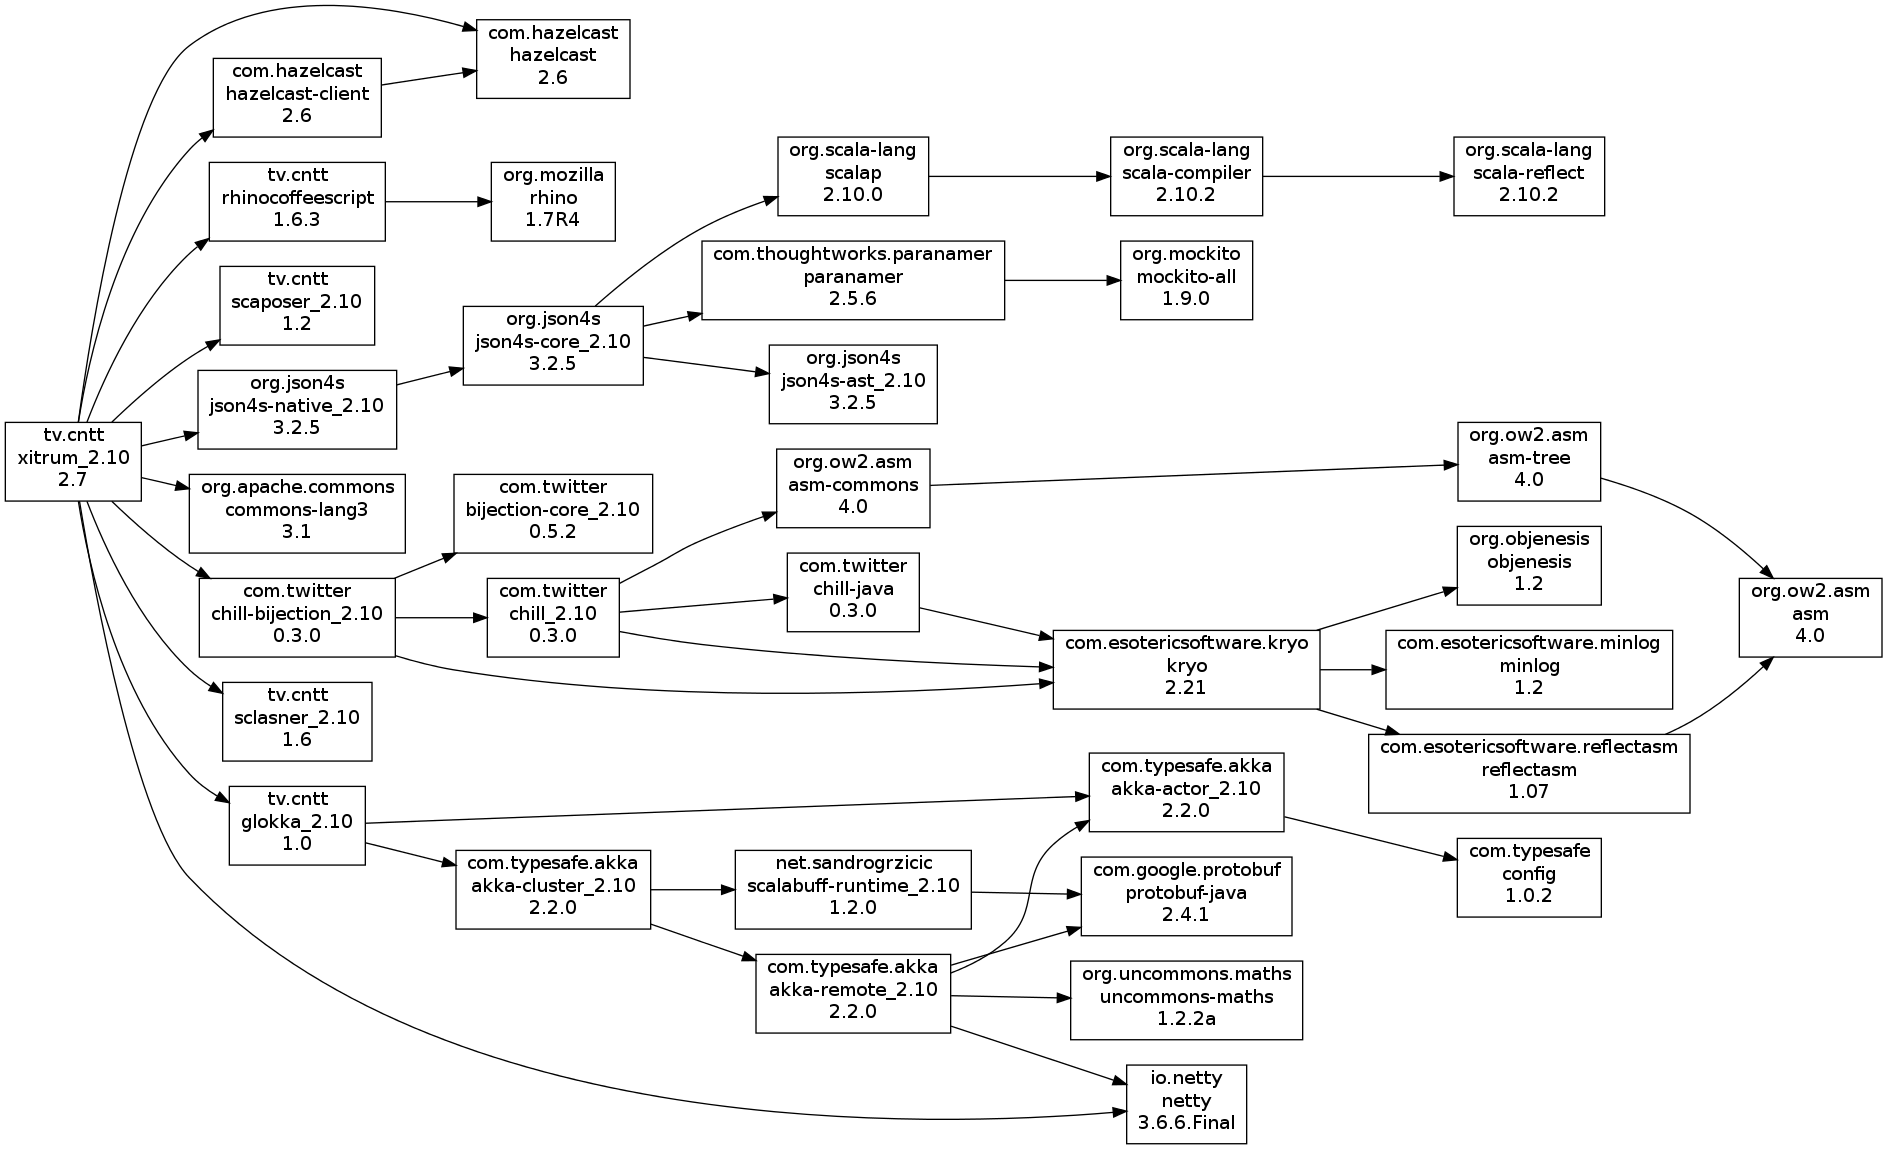 com.hazelcast
hazelcast
2.6
com.hazelcast
hazelcast-client
2.6
tv.cntt
rhinocoffeescript
1.6.3
org.mozilla
rhino
1.7R4
org.scala-lang
scalap
2.10.0
org.scala-lang
scala-compiler
2.10.2
org.scala-lang
scala-reflect
2.10.2
tv.cntt
scaposer_2.10
1.2
com.thoughtworks.paranamer
paranamer
2.5.6
org.mockito
mockito-all
1.9.0
org.json4s
json4s-core_2.10
3.2.5
org.json4s
json4s-ast_2.10
3.2.5
org.json4s
json4s-native_2.10
3.2.5
tv.cntt
xitrum_2.10
2.7
org.apache.commons
commons-lang3
3.1
com.twitter
bijection-core_2.10
0.5.2
org.ow2.asm
asm-commons
4.0
org.ow2.asm
asm-tree
4.0
org.objenesis
objenesis
1.2
org.ow2.asm
asm
4.0
com.twitter
chill-bijection_2.10
0.3.0
com.twitter
chill_2.10
0.3.0
com.twitter
chill-java
0.3.0
com.esotericsoftware.kryo
kryo
2.21
com.esotericsoftware.minlog
minlog
1.2
com.esotericsoftware.reflectasm
reflectasm
1.07
tv.cntt
sclasner_2.10
1.6
tv.cntt
glokka_2.10
1.0
com.typesafe.akka
akka-actor_2.10
2.2.0
com.typesafe
config
1.0.2
com.typesafe.akka
akka-cluster_2.10
2.2.0
net.sandrogrzicic
scalabuff-runtime_2.10
1.2.0
com.google.protobuf
protobuf-java
2.4.1
com.typesafe.akka
akka-remote_2.10
2.2.0
org.uncommons.maths
uncommons-maths
1.2.2a
io.netty
netty
3.6.6.Final